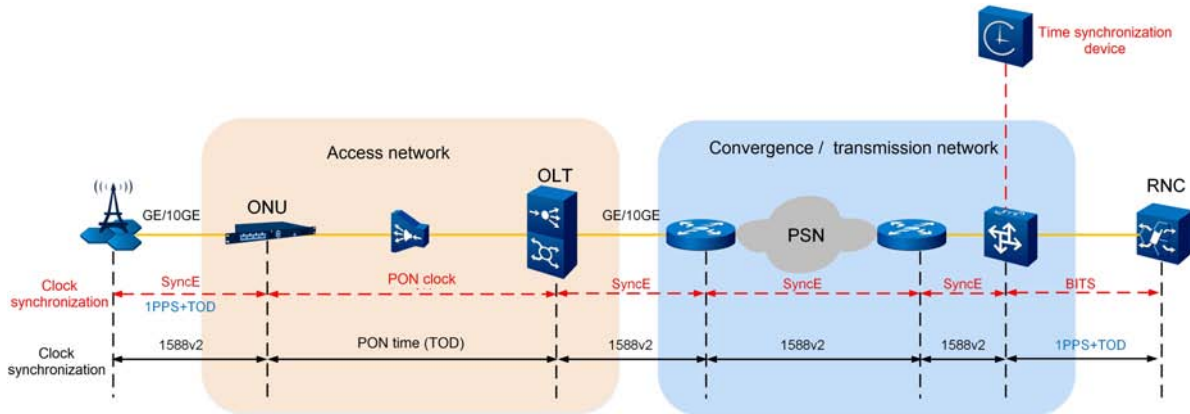 Time synchronization
device
Access network
Convergence / transmission network
OLT
RNC
GE/10GE
ONU
GE/10GE
PSN
Clock
synchronization
SyncE
PON clock
SyncE
SyncE
SyncE
BITS
1PPS+TOD
Clock
synchronization
1588v2
PON time (TOD)
1588v2
1588v2
1588v2
1PPS+TOD